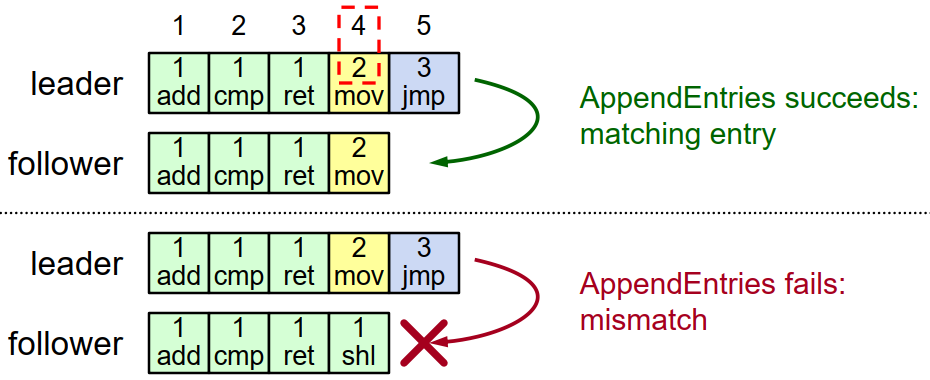 1 2 3 4 5
leader
1 1 1 2 3
add cmp ret mov jmp
AppendEntries succeeds:
matching entry
follower
1 1 1 2
add cmp ret mov
leader
1 1 1 2 3
add cmp ret mov jmp
AppendEntries fails:
mismatch
follower
1 1 1 1
add cmp ret shl